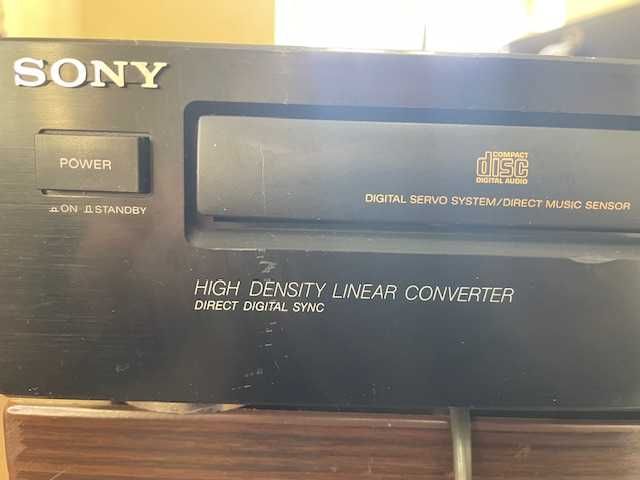 SONY
POWER
ON STANDBY
COMPACT
disc
DIGITAL AUDIO
DIGITAL SERVO SYSTEM/DIRECT MUSIC SENSOR
HIGH DENSITY LINEAR CONVERTER
DIRECT DIGITAL SYNC